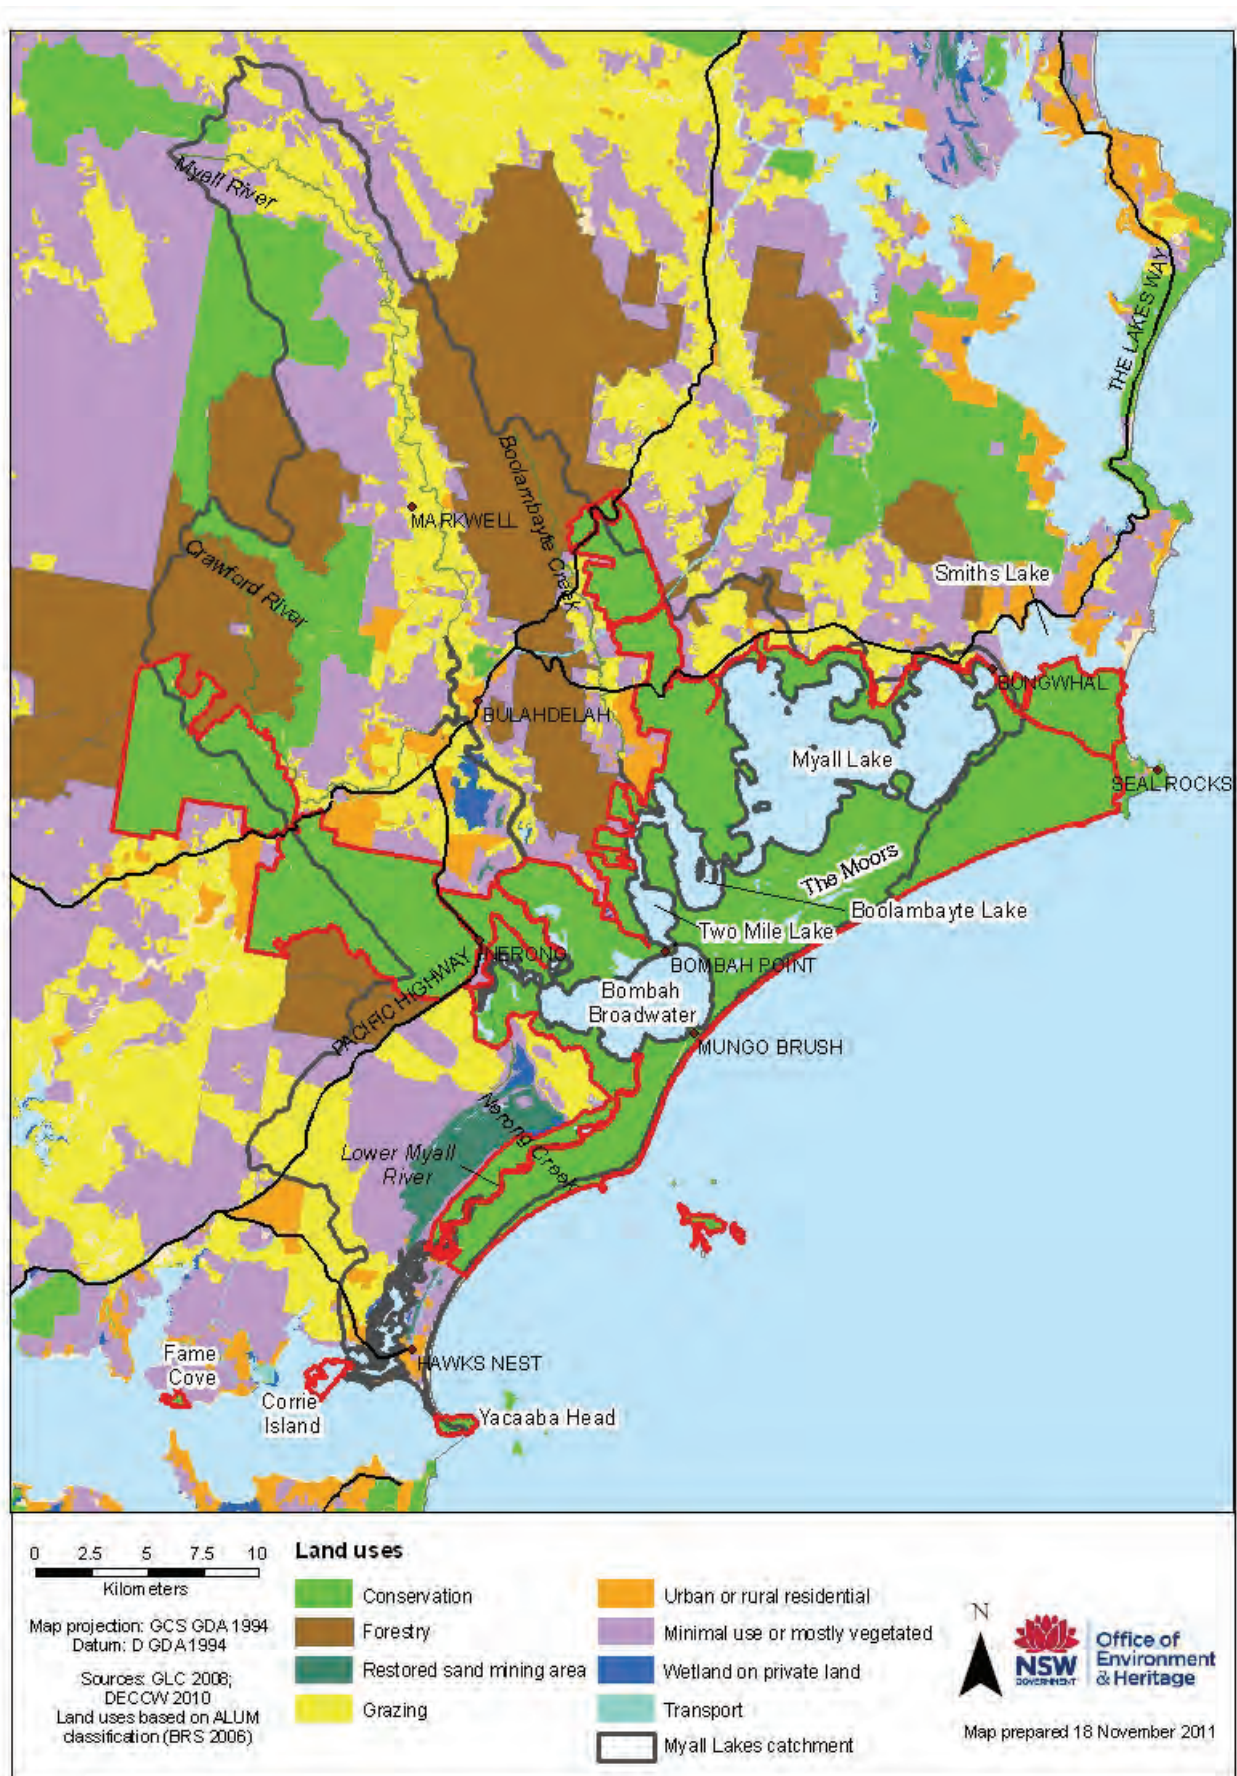 Myall River
THE LAKES WAY
Boolambayte Creek
MARKWELL
Crawford River
Smiths Lake
BUNGWHAL
BULAHDELAH
Myall Lake
SEAL ROCKS
The Moors
Boolambayte Lake
Two Mile Lake
NERONG
BOMBAH POINT
PACIFIC HIGHWAY
Bombah
Broadwater
MUNGO BRUSH
Nerong Creek
Lower Myall
River
Fame
Cove
HAWKS NEST
Corrie
Island
Yacaaba Head
0 2.5 5 7.5 10
Kilometers
Map projection: GCS GDA 1994
Datum: D GDA 1994
Sources: GLC 2008;
DECCW 2010
Land uses based on ALUM
classification (BRS 2006)
Land uses
Conservation
Forestry
Restored sand mining area
Grazing
Urban or rural residential
Minimal use or mostly vegetated
Wetland on private land
Transport
Myall Lakes catchment
N
NSW
GOVERNMENT
Office of
Environment
& Heritage
Map prepared 18 November 2011